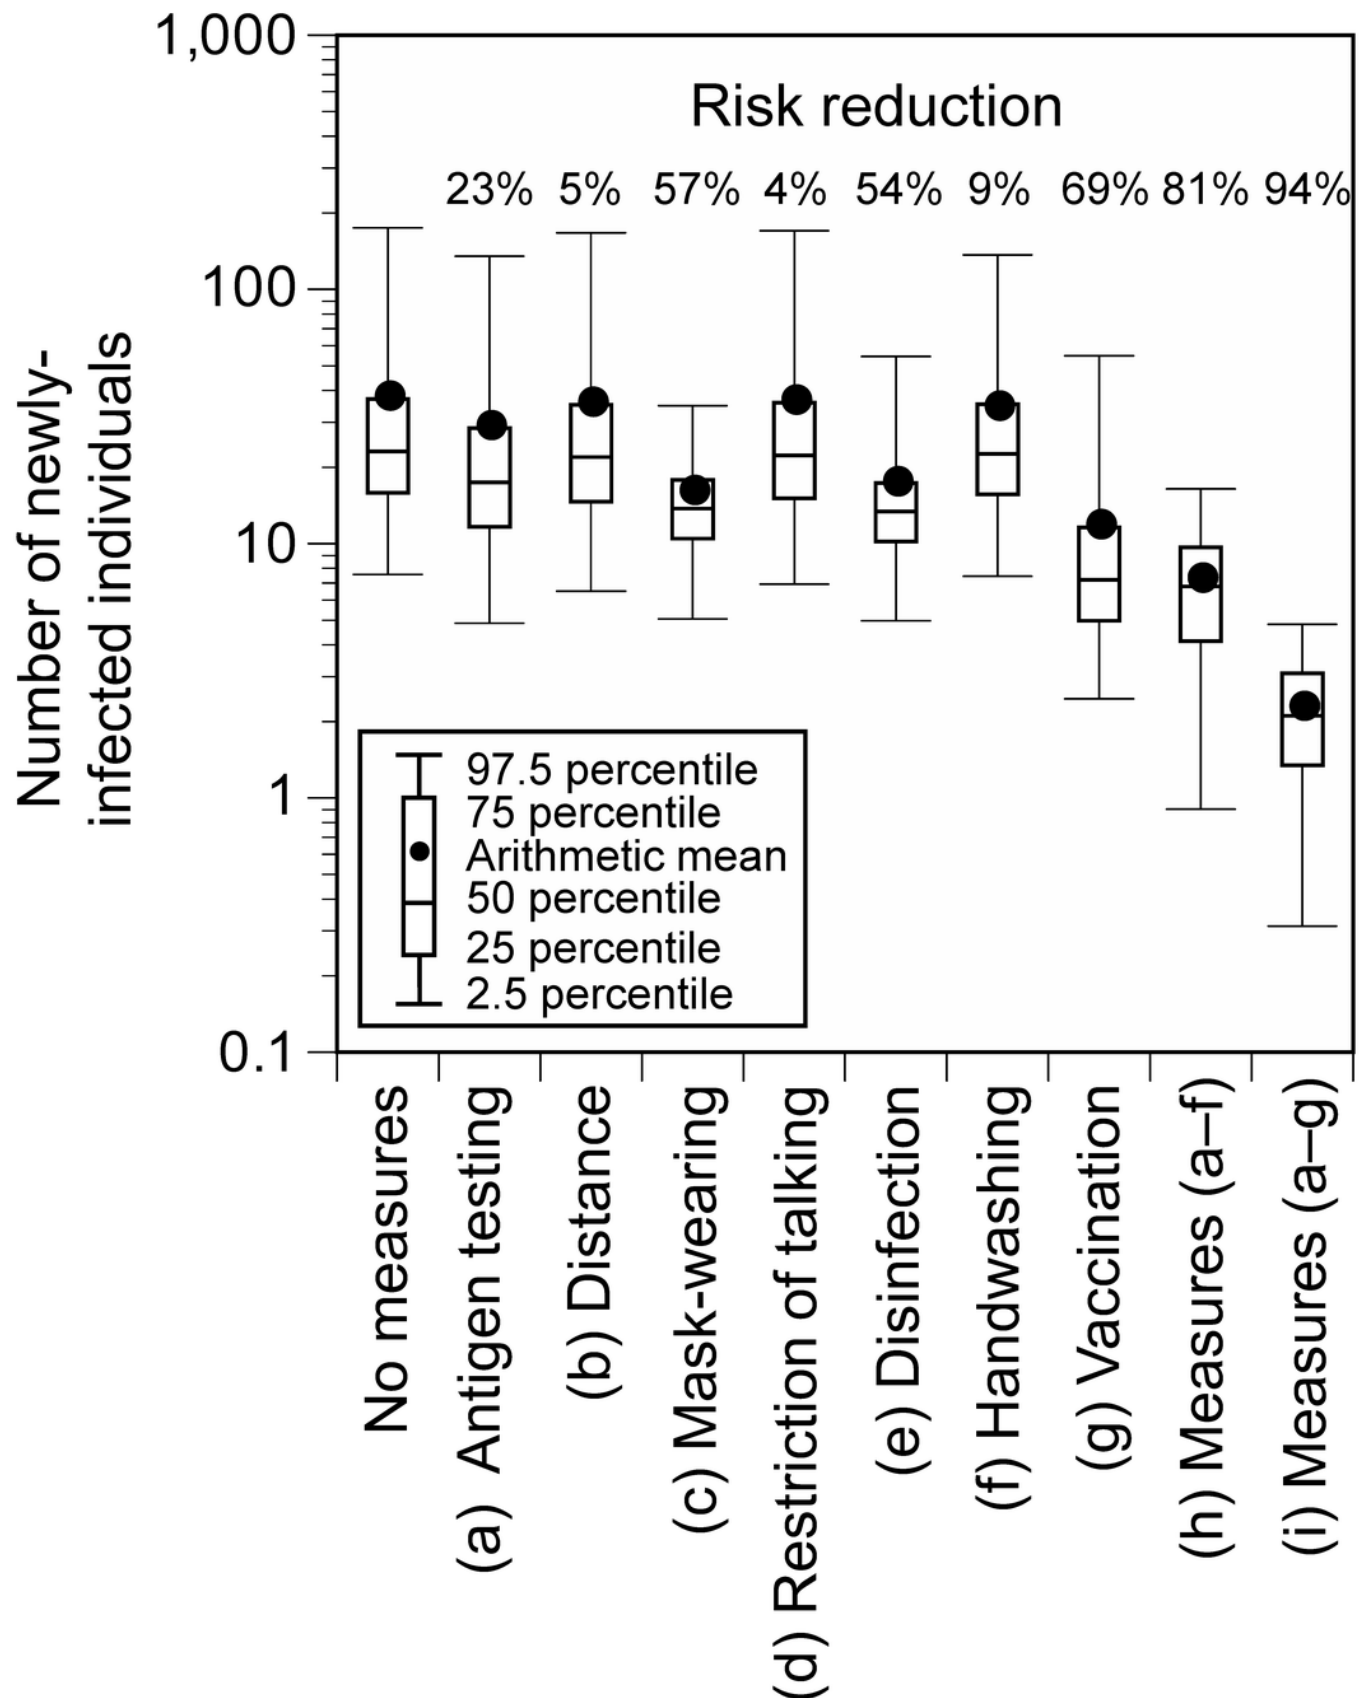 1,000
100
10
1
0.1
Number of newly-
infected individuals
Risk reduction
23% 5% 57% 4% 54% 9% 69% 81% 94%
97.5 percentile
75 percentile
Arithmetic mean
50 percentile
25 percentile
2.5 percentile
No measures
(a) Antigen testing
(b) Distance
(c) Mask-wearing
(d) Restriction of talking
(e) Disinfection
(f) Handwashing
(g) Vaccination
(h) Measures (a–f)
(i) Measures (a–g)